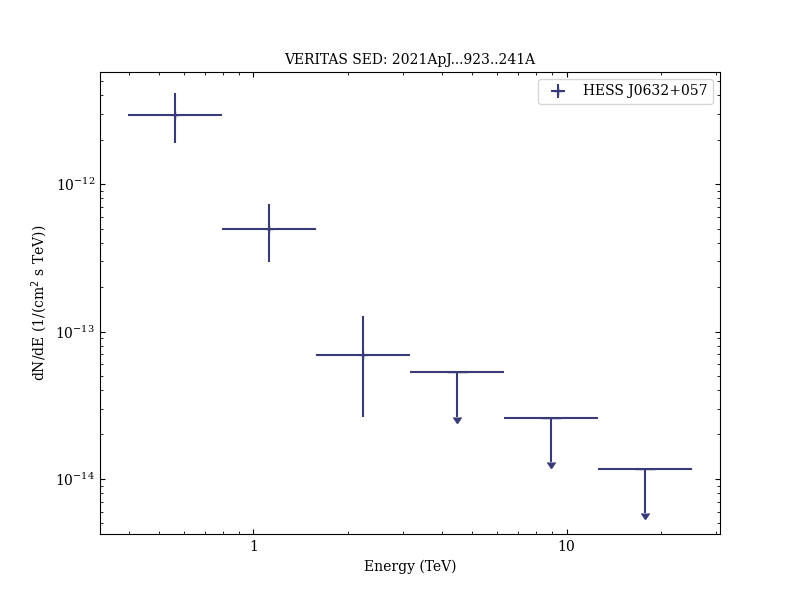 VERITAS SED: 2021ApJ...923..241A
HESS J0632+057
dN/dE (1/(cm² s TeV))
10⁻¹²
10⁻¹³
10⁻¹⁴
1
10
Energy (TeV)